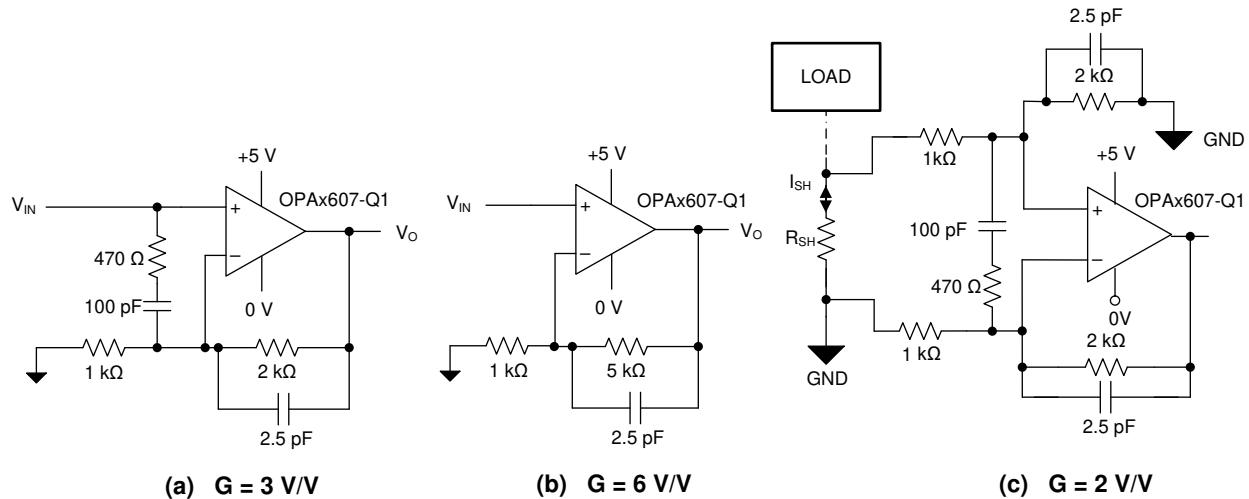 +5 V
V_IN
OPAx607-Q1
V_O
470 Ω
100 pF
0 V
1 kΩ
2 kΩ
2.5 pF
(a) G = 3 V/V
+5 V
V_IN
OPAx607-Q1
V_O
0 V
1 kΩ
5 kΩ
2.5 pF
(b) G = 6 V/V
2.5 pF
2 kΩ
LOAD
GND
1kΩ
+5 V
I_SH
OPAx607-Q1
R_SH
100 pF
470 Ω
0V
1 kΩ
2 kΩ
GND
2.5 pF
(c) G = 2 V/V